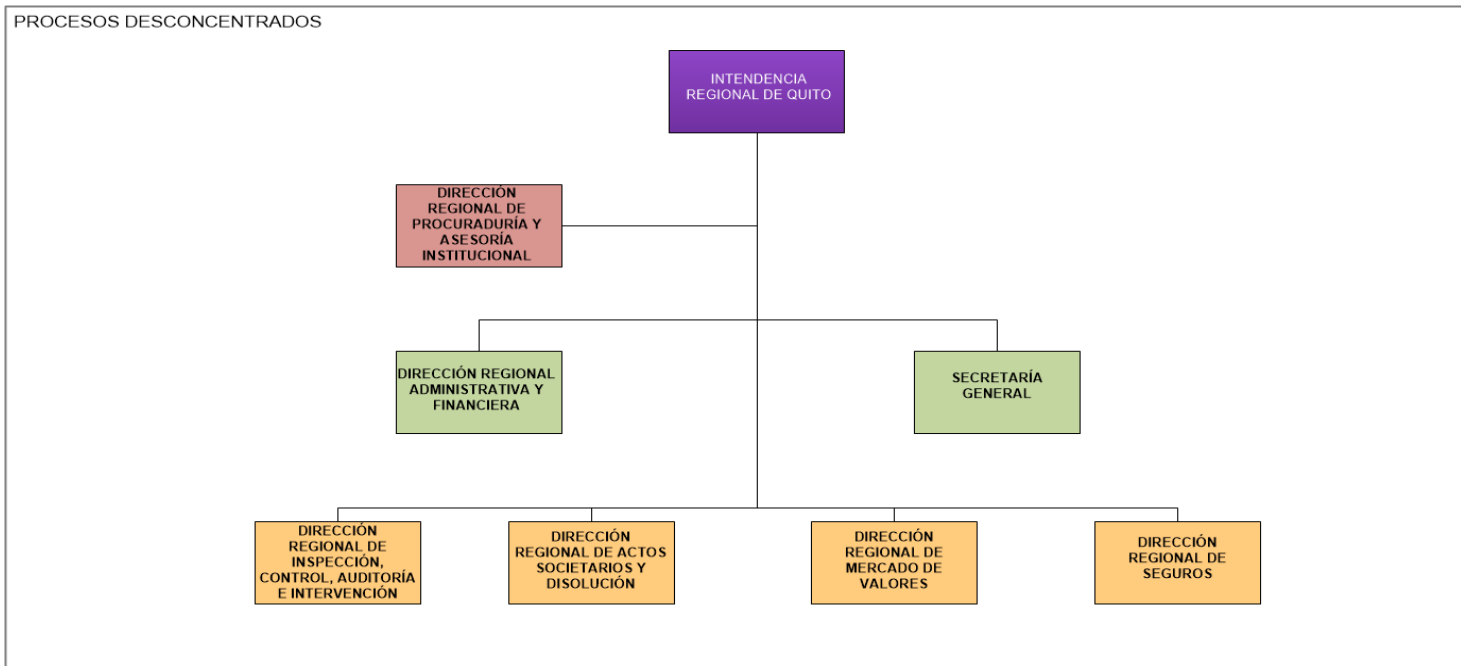 PROCESOS DESCONCENTRADOS
INTENDENCIA
REGIONAL DE QUITO
DIRECCIÓN
REGIONAL DE
PROCURADURÍA Y
ASESORÍA
INSTITUCIONAL
DIRECCIÓN REGIONAL
ADMINISTRATIVA Y
FINANCIERA
SECRETARÍA
GENERAL
DIRECCIÓN
REGIONAL DE
INSPECCIÓN,
CONTROL, AUDITORÍA
E INTERVENCIÓN
DIRECCIÓN
REGIONAL DE ACTOS
SOCIETARIOS Y
DISOLUCIÓN
DIRECCIÓN
REGIONAL DE
MERCADO DE
VALORES
DIRECCIÓN
REGIONAL DE
SEGUROS